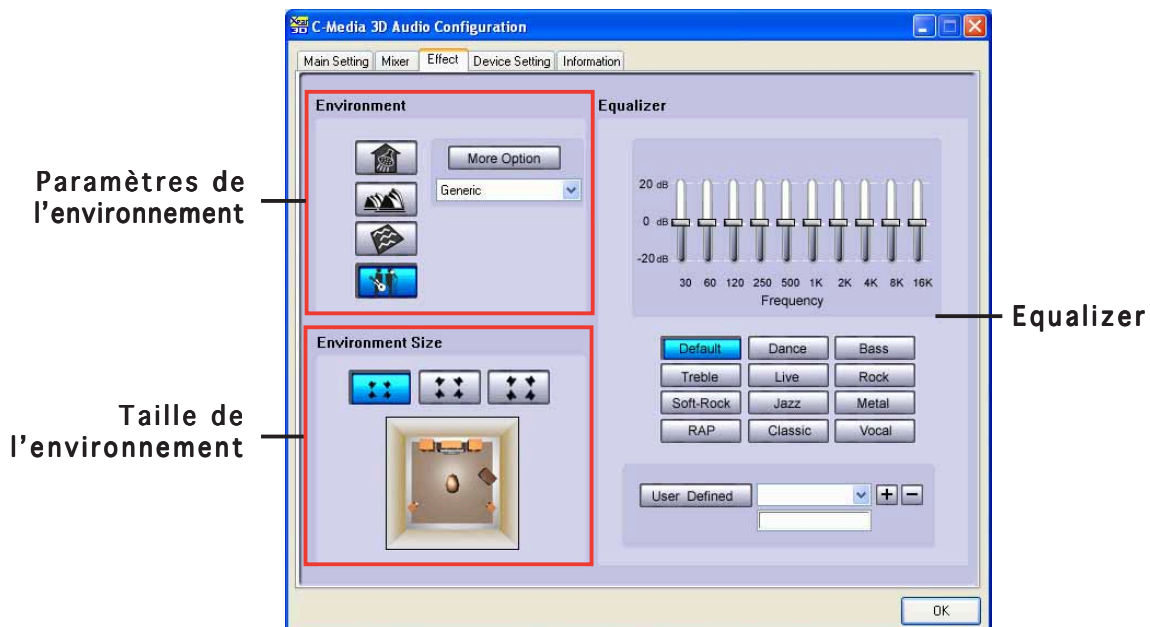 Xear 3D C-Media 3D Audio Configuration
Main Setting Mixer Effect Device Setting Information
Environment
More Option
Generic
Paramètres de
l'environnement
Environment Size
Taille de
l'environnement
Equalizer
20 dB
0 dB
-20 dB
30 60 120 250 500 1K 2K 4K 8K 16K
Frequency
Equalizer
Default Dance Bass
Treble Live Rock
Soft-Rock Jazz Metal
RAP Classic Vocal
User Defined + −
OK